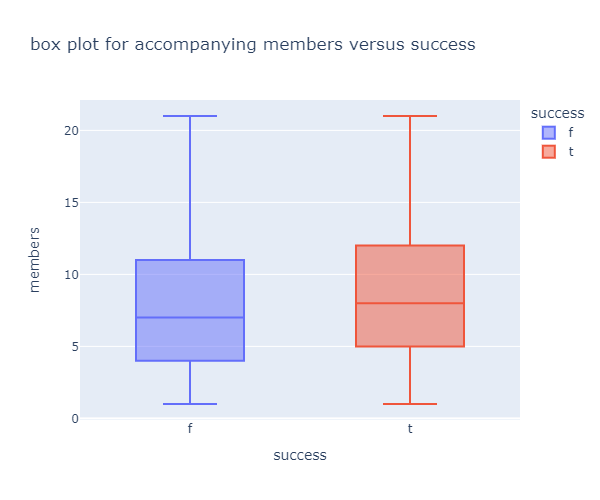 box plot for accompanying members versus success
success
f
t
20
15
10
5
0
members
f
t
success